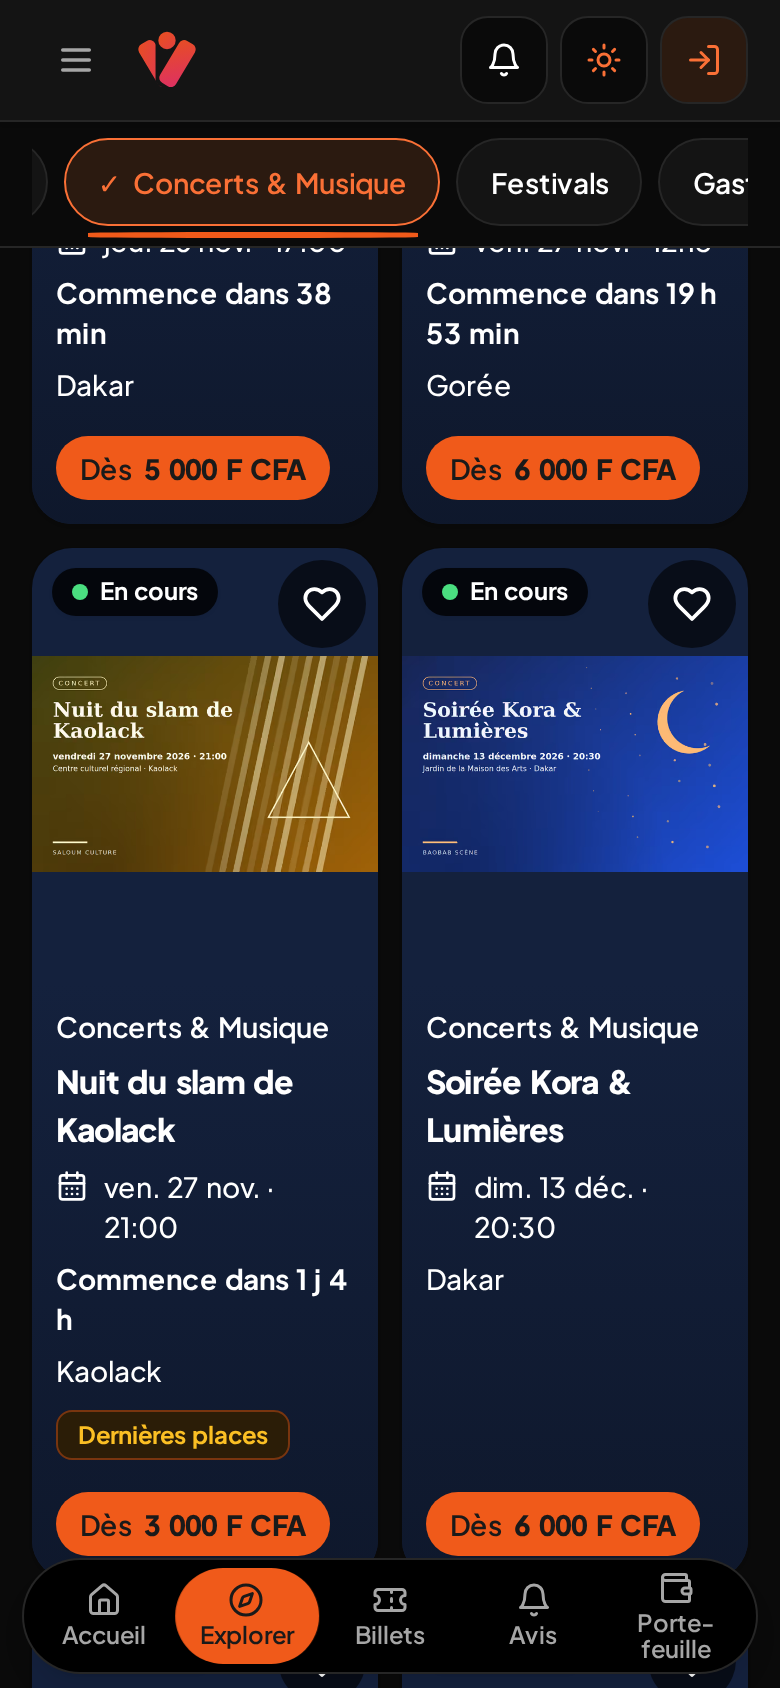 ✓ Concerts & Musique
Festivals
Commence dans 38
min
Dakar
Dès 5 000 F CFA
Commence dans 19 h
53 min
Gorée
Dès 6 000 F CFA
En cours
CONCERT
Nuit du slam de
Kaolack
vendredi 27 novembre 2026 · 21:00
Centre culturel régional · Kaolack
SALOUM CULTURE
Concerts & Musique
Nuit du slam de
Kaolack
ven. 27 nov. ·
21:00
Commence dans 1 j 4
h
Kaolack
Dernières places
Dès 3 000 F CFA
En cours
CONCERT
Soirée Kora &
Lumières
dimanche 13 décembre 2026 · 20:30
Jardin de la Maison des Arts · Dakar
BAOBAB SCÈNE
Concerts & Musique
Soirée Kora &
Lumières
dim. 13 déc. ·
20:30
Dakar
Dès 6 000 F CFA
Accueil
Explorer
Billets
Avis
Porte-
feuille